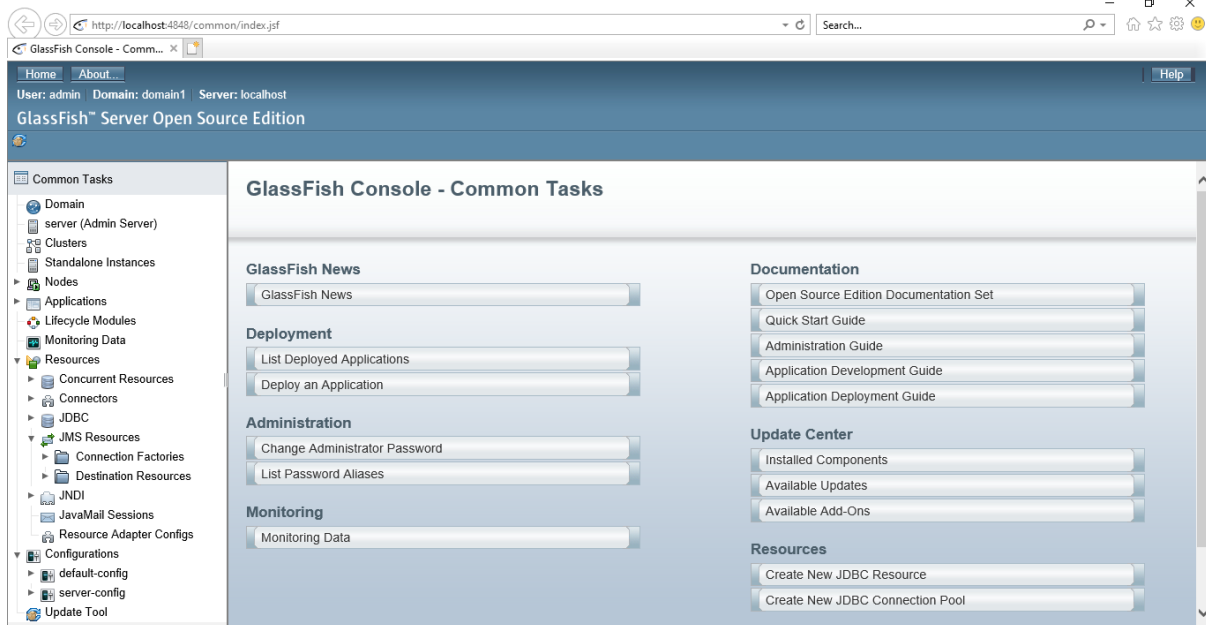 http://localhost:4848/common/index.jsf
Search...
GlassFish Console - Comm...
Home About...
Help
User: admin Domain: domain1 Server: localhost
GlassFish™ Server Open Source Edition
Common Tasks
Domain
server (Admin Server)
Clusters
Standalone Instances
Nodes
Applications
Lifecycle Modules
Monitoring Data
Resources
Concurrent Resources
Connectors
JDBC
JMS Resources
Connection Factories
Destination Resources
JNDI
JavaMail Sessions
Resource Adapter Configs
Configurations
default-config
server-config
Update Tool
GlassFish Console - Common Tasks
GlassFish News
GlassFish News
Deployment
List Deployed Applications
Deploy an Application
Administration
Change Administrator Password
List Password Aliases
Monitoring
Monitoring Data
Documentation
Open Source Edition Documentation Set
Quick Start Guide
Administration Guide
Application Development Guide
Application Deployment Guide
Update Center
Installed Components
Available Updates
Available Add-Ons
Resources
Create New JDBC Resource
Create New JDBC Connection Pool